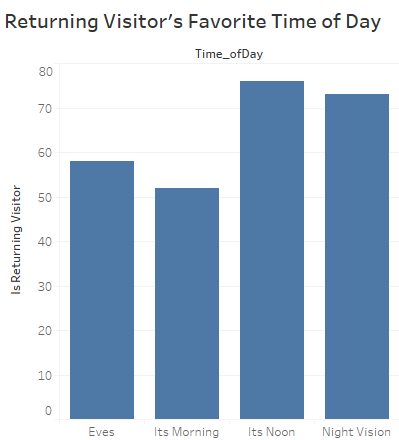 Returning Visitor's Favorite Time of Day
Time_ofDay
Is Returning Visitor
80
70
60
50
40
30
20
10
0
Eves
Its Morning
Its Noon
Night Vision